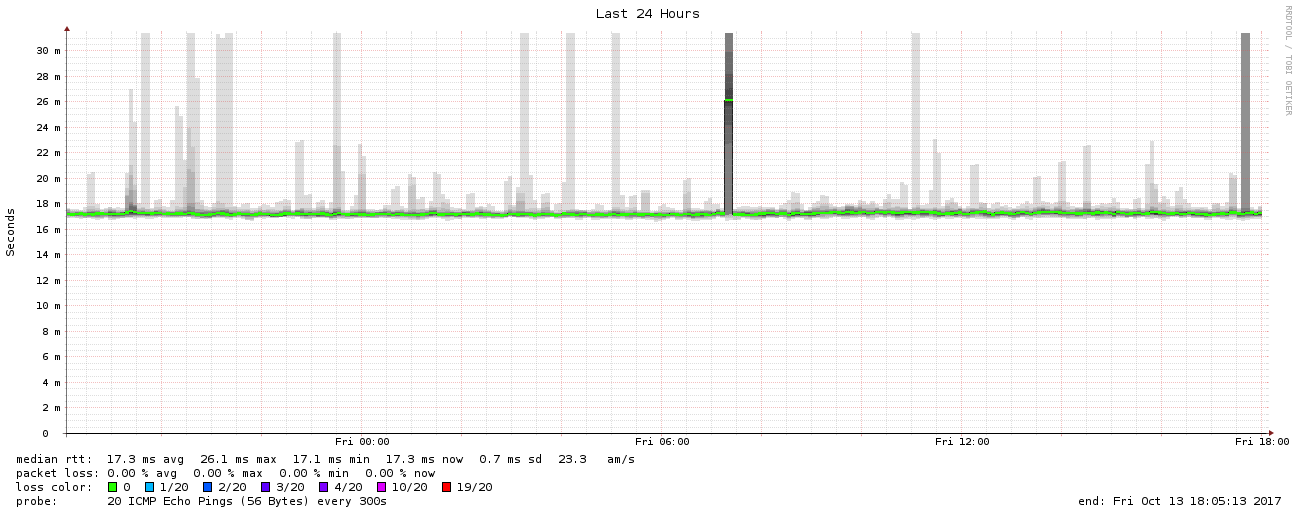 Last 24 Hours
RRDTOOL / TOBI OETIKER
Seconds
30 m
28 m
26 m
24 m
22 m
20 m
18 m
16 m
14 m
12 m
10 m
8 m
6 m
4 m
2 m
0
Fri 00:00 Fri 06:00 Fri 12:00 Fri 18:00
median rtt: 17.3 ms avg 26.1 ms max 17.1 ms min 17.3 ms now 0.7 ms sd 23.3 am/s
packet loss: 0.00 % avg 0.00 % max 0.00 % min 0.00 % now
loss color: 0 1/20 2/20 3/20 4/20 10/20 19/20
probe: 20 ICMP Echo Pings (56 Bytes) every 300s end: Fri Oct 13 18:05:13 2017